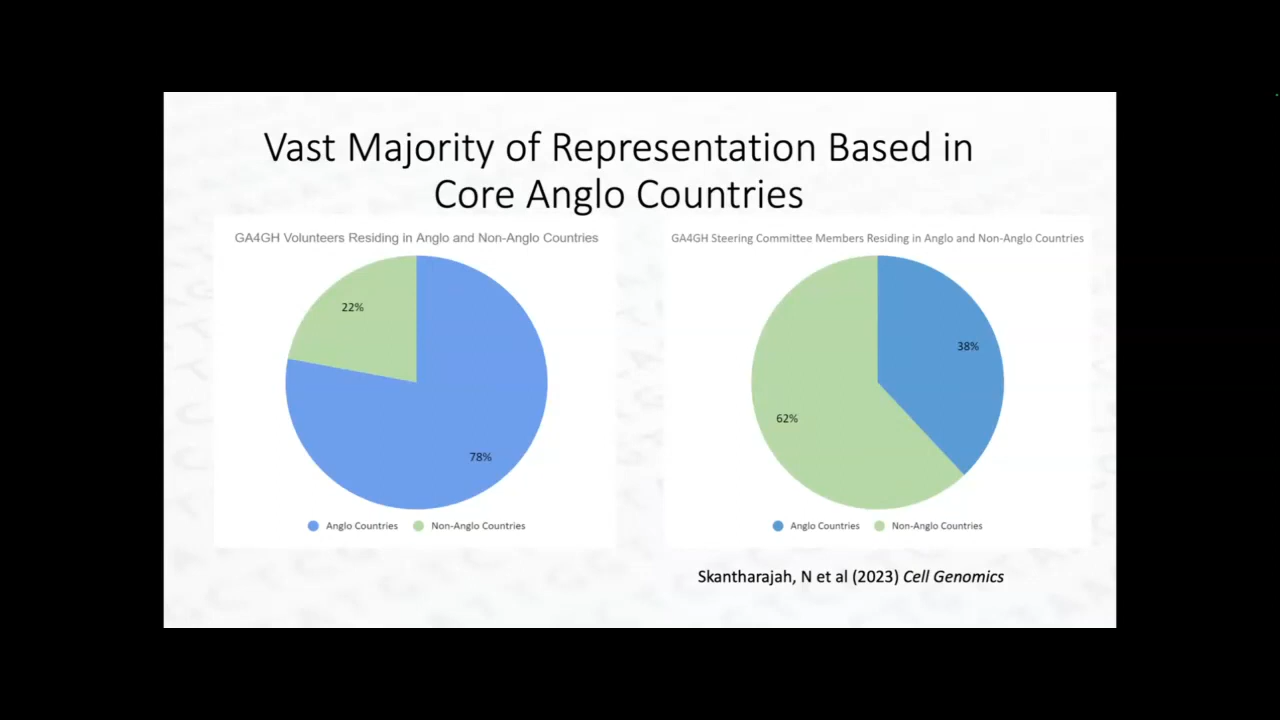 Vast Majority of Representation Based in
Core Anglo Countries
GA4GH Volunteers Residing in Anglo and Non-Anglo Countries
22%
78%
Anglo Countries Non-Anglo Countries
GA4GH Steering Committee Members Residing in Anglo and Non-Anglo Countries
38%
62%
Anglo Countries Non-Anglo Countries
Skantharajah, N et al (2023) Cell Genomics